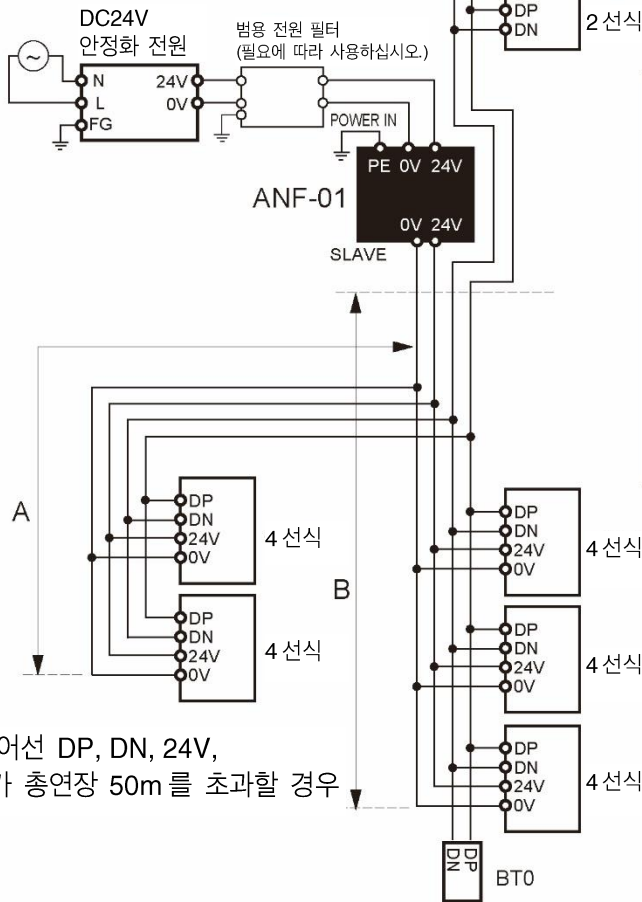 DP
DN
2선식
DC24V
안정화 전원
범용 전원 필터
(필요에 따라 사용하십시오.)
~
N
L
FG
24V
0V
POWER IN
PE 0V 24V
ANF-01
0V 24V
SLAVE
A
B
DP
DN
24V
0V
4선식
DP
DN
24V
0V
4선식
DP
DN
24V
0V
4선식
DP
DN
24V
0V
4선식
DP
DN
24V
0V
4선식
어선 DP, DN, 24V,
가 총연장 50m를 초과할 경우
DP
DN
BT0